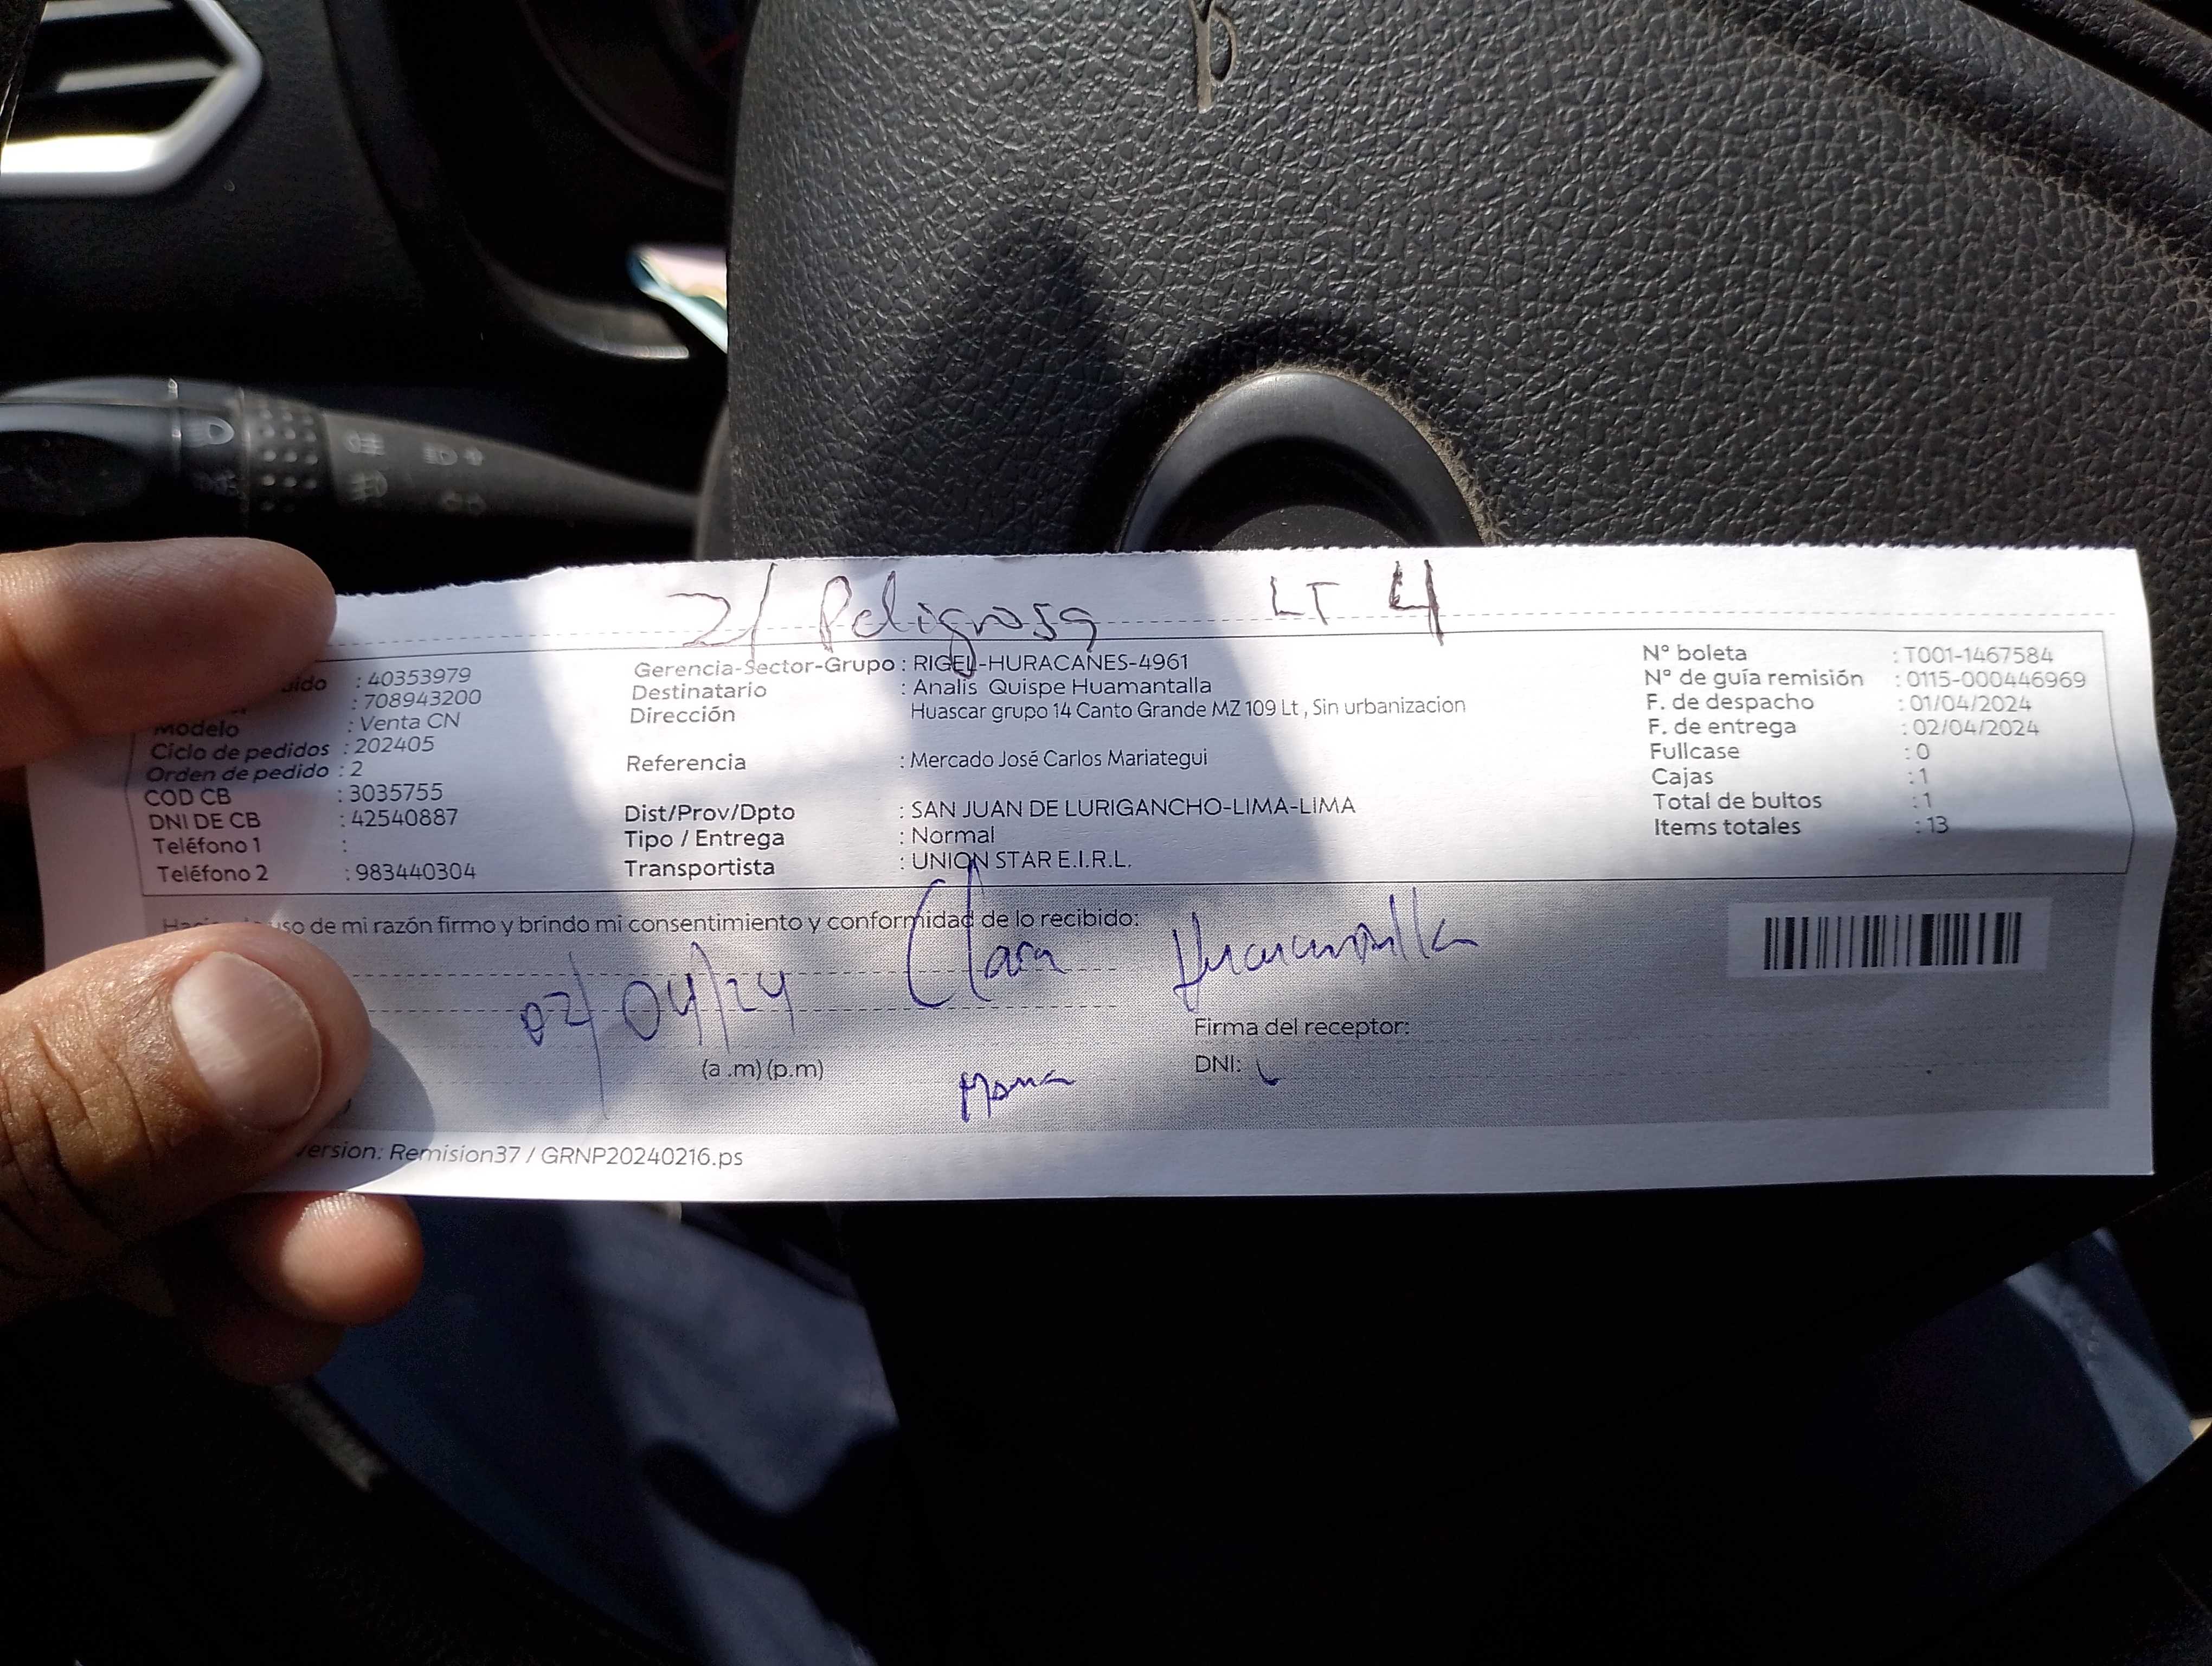 Z/ Peligrosa LT 4
ido : 40353979
: 708943200
Modelo : Venta CN
Ciclo de pedidos : 202405
Orden de pedido : 2
COD CB : 3035755
DNI DE CB : 42540887
Teléfono 1 :
Teléfono 2 : 983440304
Gerencia-Sector-Grupo : RIGEL-HURACANES-4961
Destinatario : Analis Quispe Huamantalla
Dirección Huascar grupo 14 Canto Grande MZ 109 Lt , Sin urbanizacion
Referencia : Mercado José Carlos Mariategui
Dist/Prov/Dpto : SAN JUAN DE LURIGANCHO-LIMA-LIMA
Tipo / Entrega : Normal
Transportista : UNION STAR E.I.R.L.
N° boleta : T001-1467584
N° de guía remisión : 0115-000446969
F. de despacho : 01/04/2024
F. de entrega : 02/04/2024
Fullcase : 0
Cajas : 1
Total de bultos : 1
Items totales : 13
uso de mi razón firmo y brindo mi consentimiento y conformidad de lo recibido:
02/04/24 Clara
Firma del receptor:
(a.m)(p.m) DNI:
version: Remision37 / GRNP20240216.ps